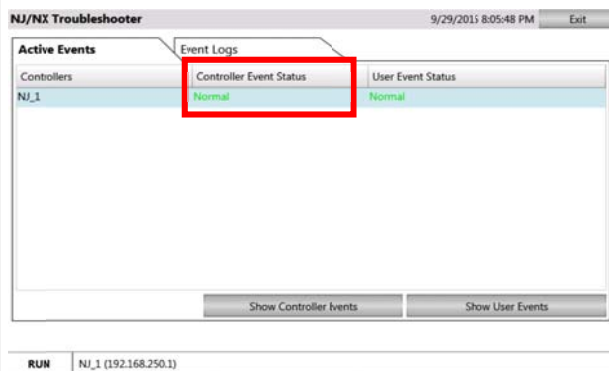 NJ/NX Troubleshooter 9/29/2015 8:05:48 PM Exit
Active Events Event Logs
Controllers Controller Event Status User Event Status
NJ_1 Normal Normal
Show Controller Events Show User Events
RUN NJ_1 (192.168.250.1)